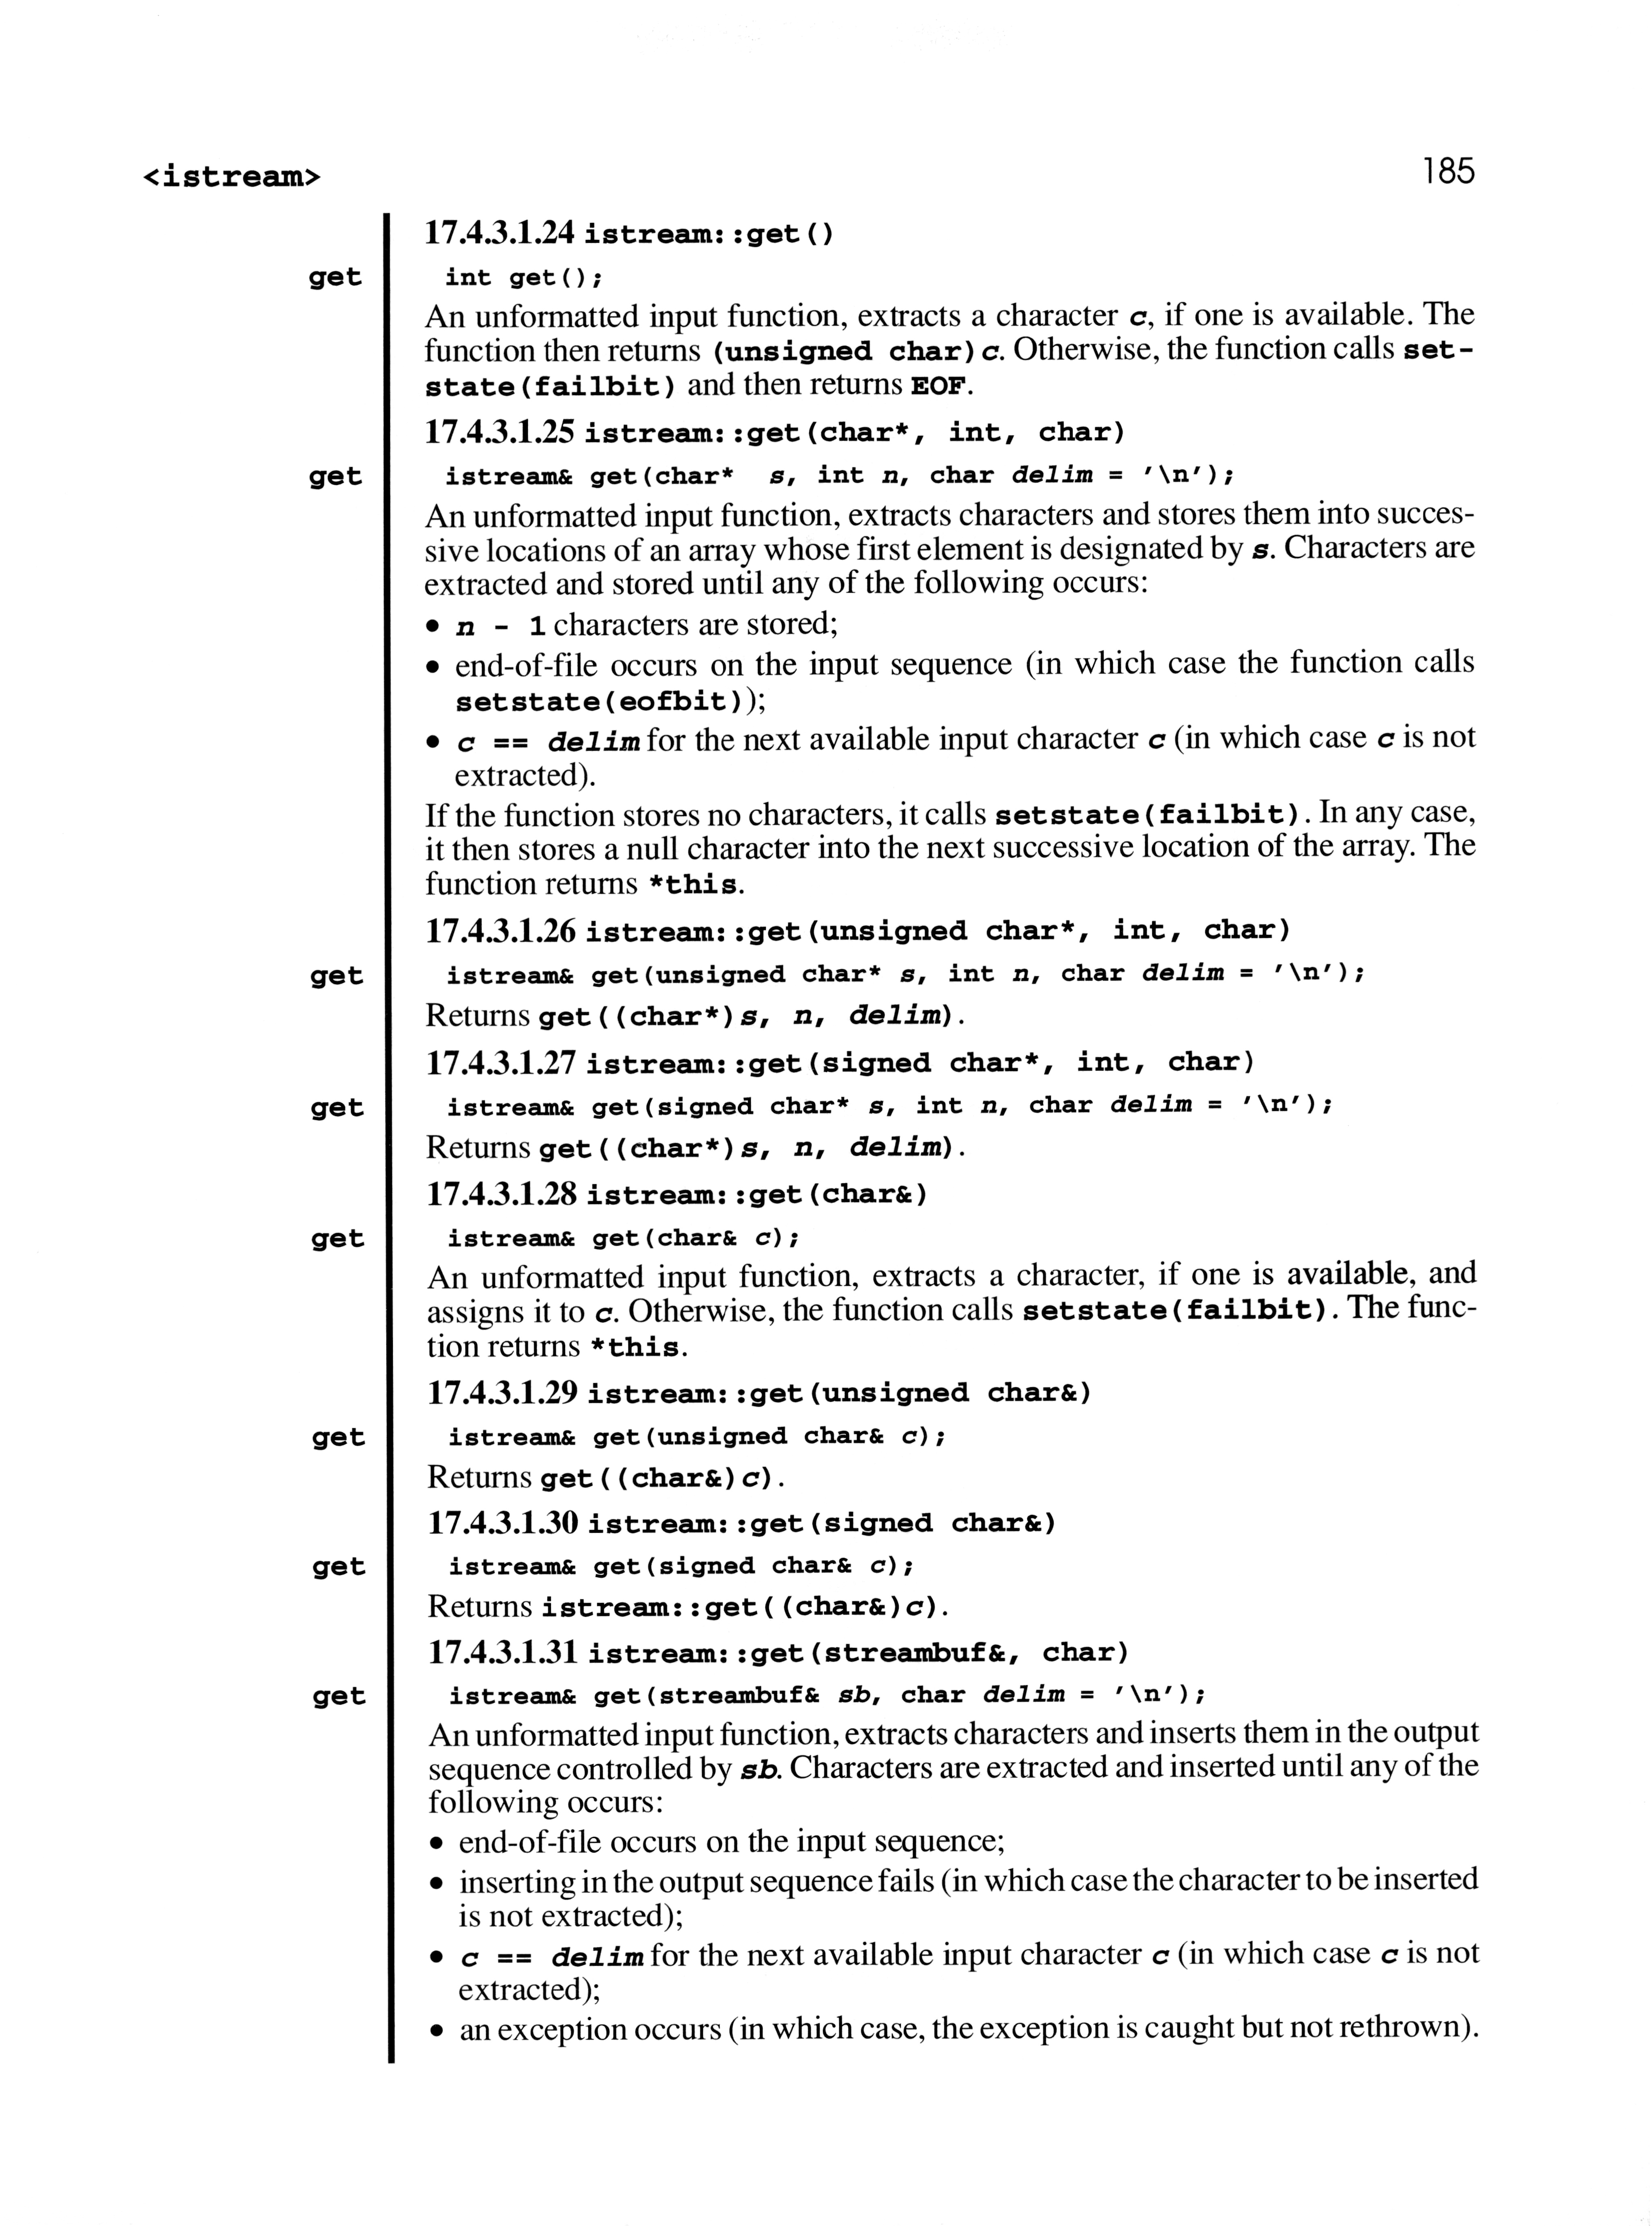 <istream> 185
17.4.3.1.24 istream::get()
get int get();
An unformatted input function, extracts a character c, if one is available. The
function then returns (unsigned char)c. Otherwise, the function calls set-
state(failbit) and then returns EOF.
17.4.3.1.25 istream::get(char*, int, char)
get istream& get(char* s, int n, char delim = '\n');
An unformatted input function, extracts characters and stores them into succes-
sive locations of an array whose first element is designated by s. Characters are
extracted and stored until any of the following occurs:
• n - 1 characters are stored;
• end-of-file occurs on the input sequence (in which case the function calls
setstate(eofbit));
• c == delim for the next available input character c (in which case c is not
extracted).
If the function stores no characters, it calls setstate(failbit). In any case,
it then stores a null character into the next successive location of the array. The
function returns *this.
17.4.3.1.26 istream::get(unsigned char*, int, char)
get istream& get(unsigned char* s, int n, char delim = '\n');
Returns get((char*)s, n, delim).
17.4.3.1.27 istream::get(signed char*, int, char)
get istream& get(signed char* s, int n, char delim = '\n');
Returns get((char*)s, n, delim).
17.4.3.1.28 istream::get(char&)
get istream& get(char& c);
An unformatted input function, extracts a character, if one is available, and
assigns it to c. Otherwise, the function calls setstate(failbit). The func-
tion returns *this.
17.4.3.1.29 istream::get(unsigned char&)
get istream& get(unsigned char& c);
Returns get((char&)c).
17.4.3.1.30 istream::get(signed char&)
get istream& get(signed char& c);
Returns istream::get((char&)c).
17.4.3.1.31 istream::get(streambuf&, char)
get istream& get(streambuf& sb, char delim = '\n');
An unformatted input function, extracts characters and inserts them in the output
sequence controlled by sb. Characters are extracted and inserted until any of the
following occurs:
• end-of-file occurs on the input sequence;
• inserting in the output sequence fails (in which case the character to be inserted
is not extracted);
• c == delim for the next available input character c (in which case c is not
extracted);
• an exception occurs (in which case, the exception is caught but not rethrown).